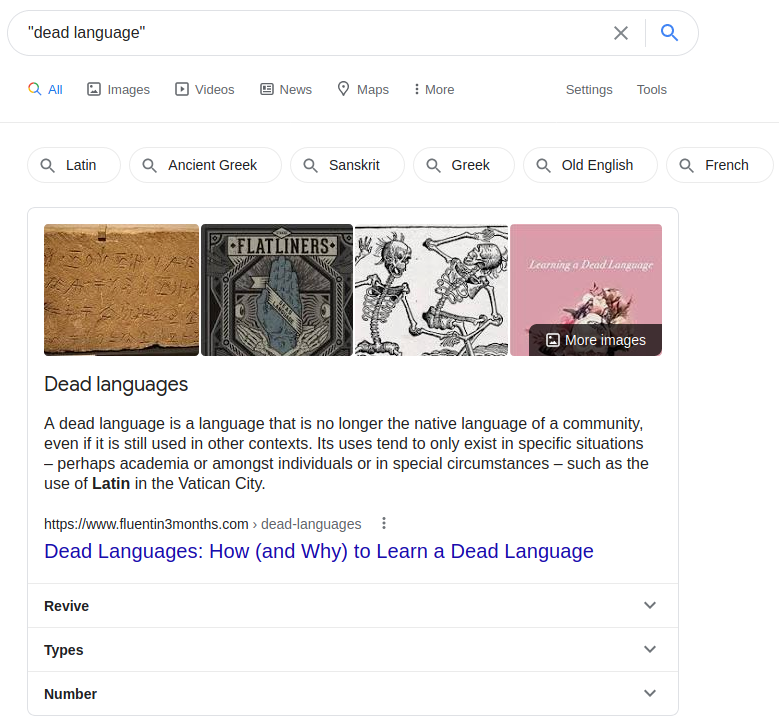 "dead language"
All Images Videos News Maps More Settings Tools
Latin Ancient Greek Sanskrit Greek Old English French
THE
FLATLINERS
DEAD
LANGUAGE
Learning a Dead Language
More images
Dead languages
A dead language is a language that is no longer the native language of a community,
even if it is still used in other contexts. Its uses tend to only exist in specific situations
– perhaps academia or amongst individuals or in special circumstances – such as the
use of Latin in the Vatican City.
https://www.fluentin3months.com › dead-languages
Dead Languages: How (and Why) to Learn a Dead Language
Revive
Types
Number